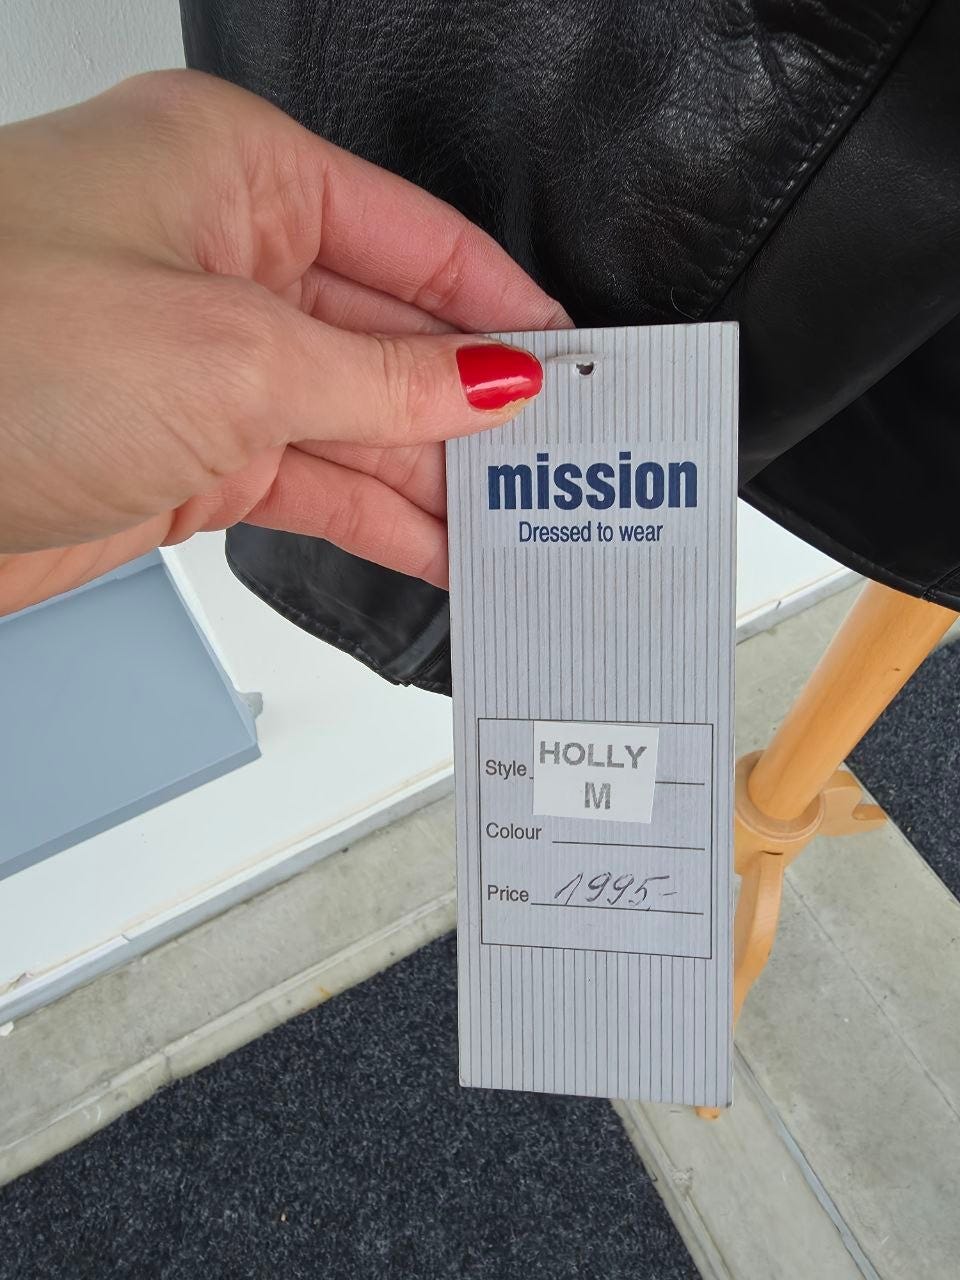 mission
Dressed to wear
Style HOLLY
M
Colour
Price 1995-